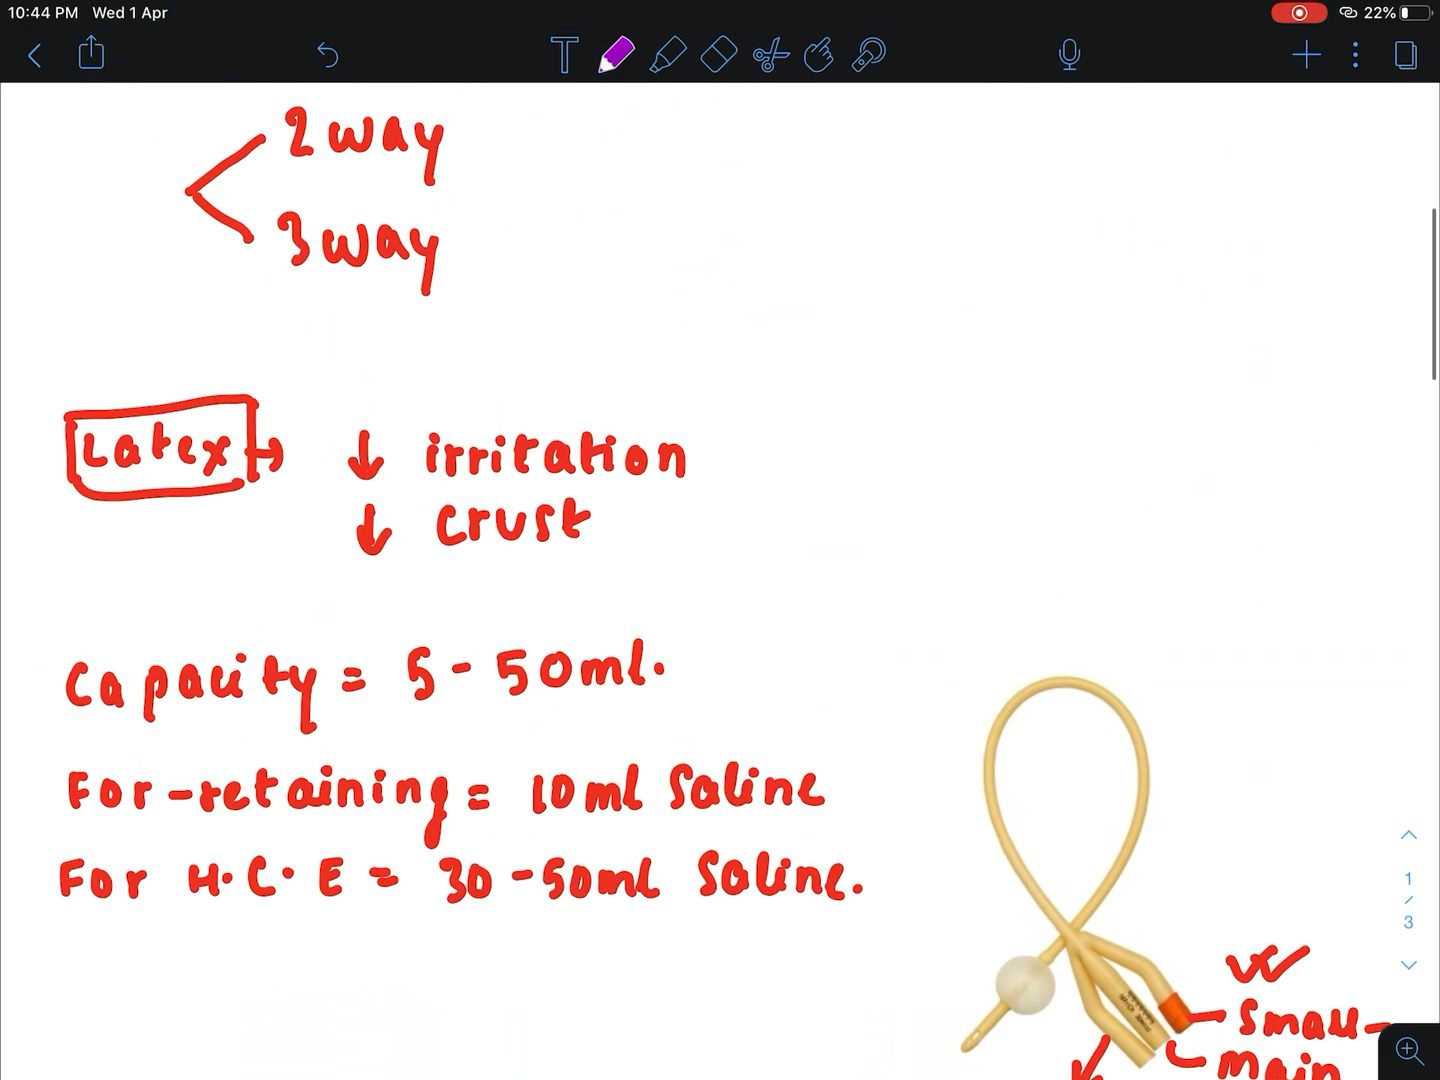 10:44 PM Wed 1 Apr
22%
2 way
3 way
Latex → ↓ irritation
↓ crust
Capacity = 5 - 50ml.
For-retaining = 10ml Saline
For H.C.E = 30 - 50ml Saline.
1
/
3
Small-
main